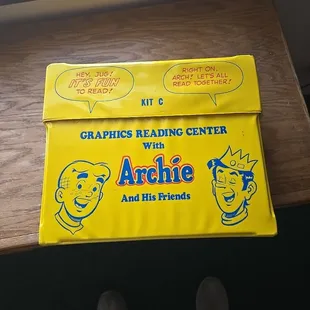 HEY, JUG!
IT'S FUN
TO READ!
RIGHT ON,
ARCH! LET'S ALL
READ TOGETHER!
KIT C
GRAPHICS READING CENTER
With
Archie
And His Friends